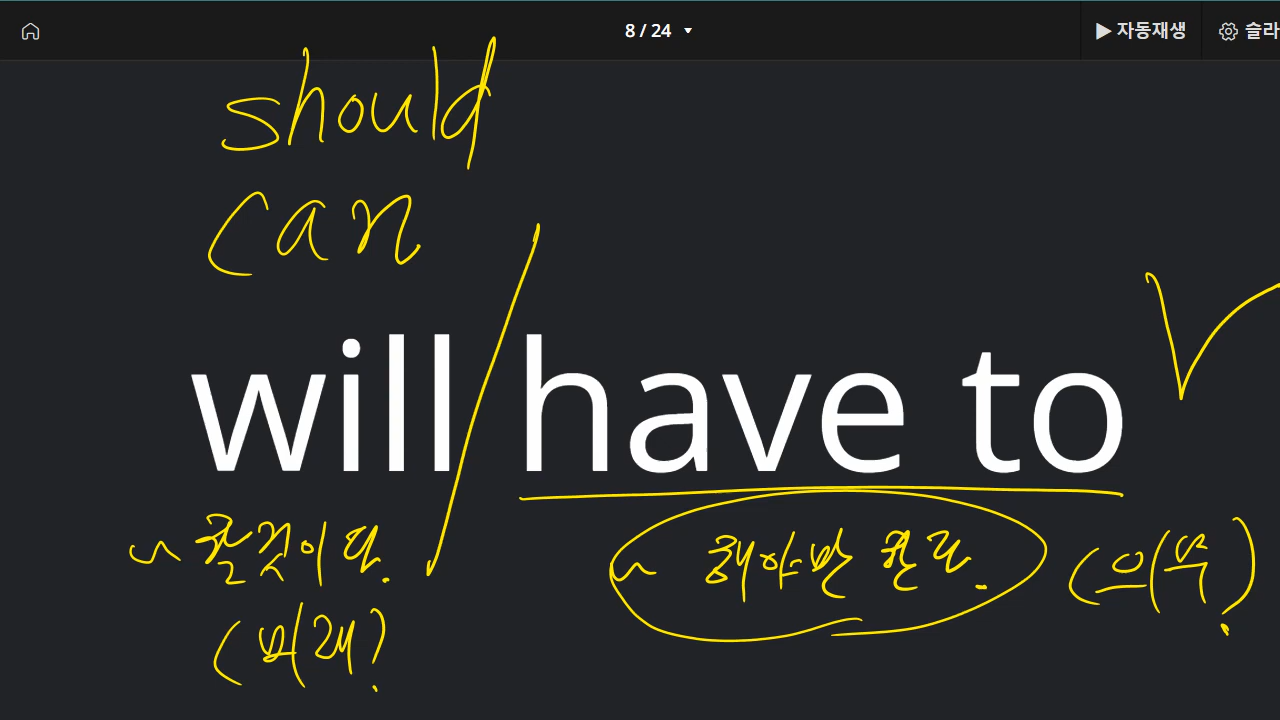 8 / 24
▶ 자동재생
슬라
should
can
will / have to
~ 할것이다.
~ 해야만 한다.
(의무)
(미래)